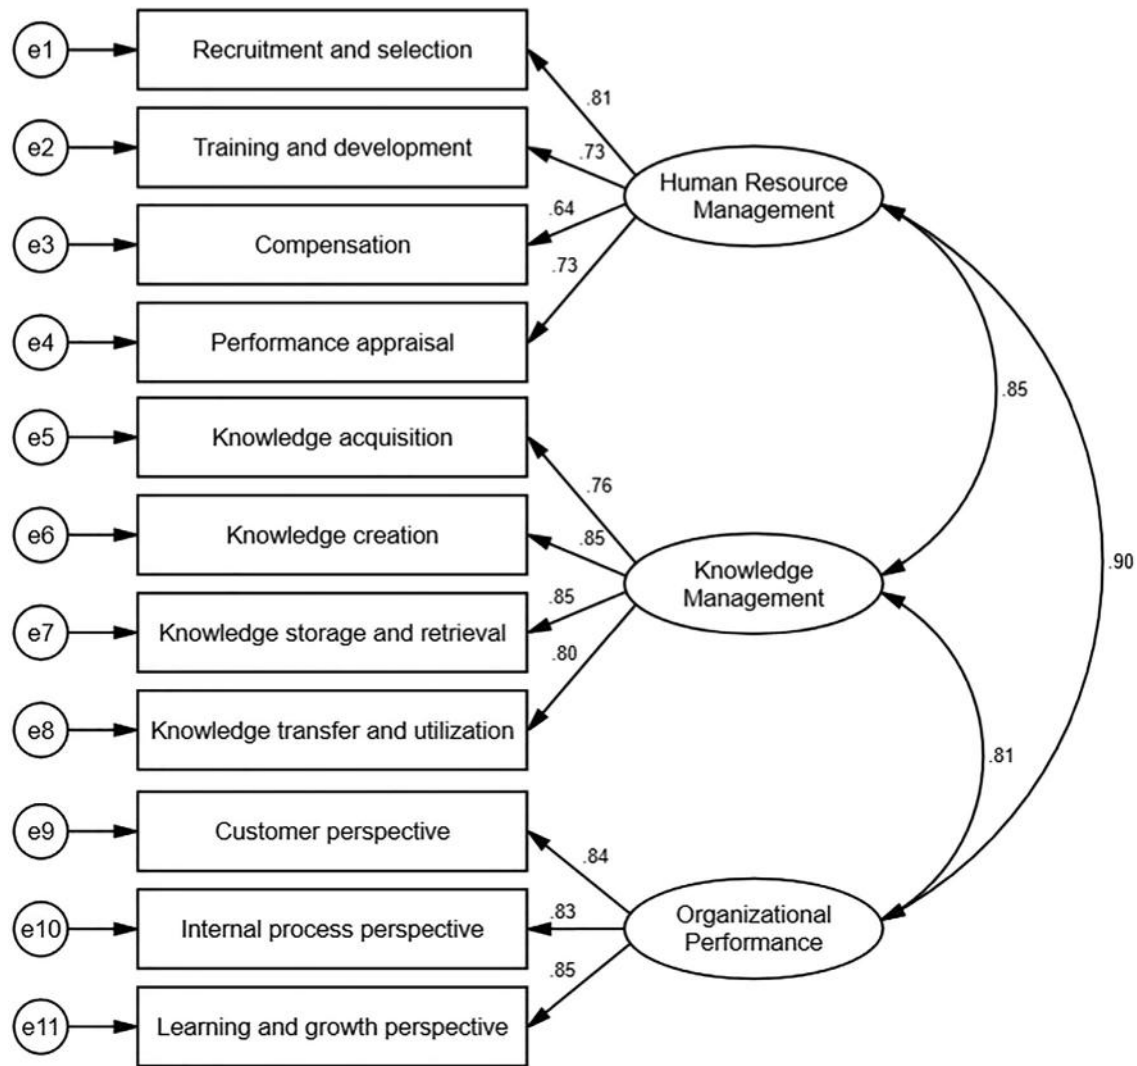 e1
Recruitment and selection
.81
e2
Training and development
.73
Human Resource
Management
e3
Compensation
.64
.73
e4
Performance appraisal
.85
e5
Knowledge acquisition
.76
e6
Knowledge creation
.85
Knowledge
Management
.90
e7
Knowledge storage and retrieval
.85
.80
e8
Knowledge transfer and utilization
.81
e9
Customer perspective
.84
e10
Internal process perspective
.83
Organizational
Performance
.85
e11
Learning and growth perspective